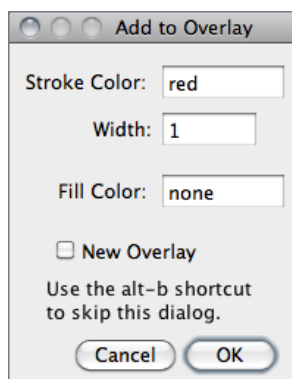 Add to Overlay
Stroke Color: red
Width: 1
Fill Color: none
New Overlay
Use the alt-b shortcut
to skip this dialog.
Cancel OK